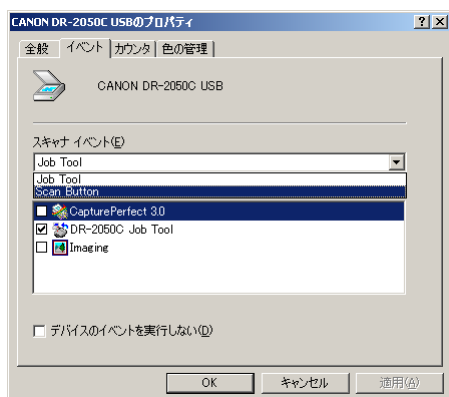 CANON DR-2050C USBのプロパティ
全般 イベント カウンタ 色の管理
CANON DR-2050C USB
スキャナ イベント(E)
Job Tool
Job Tool
Scan Button
CapturePerfect 3.0
DR-2050C Job Tool
Imaging
デバイスのイベントを実行しない(D)
OK キャンセル 適用(A)